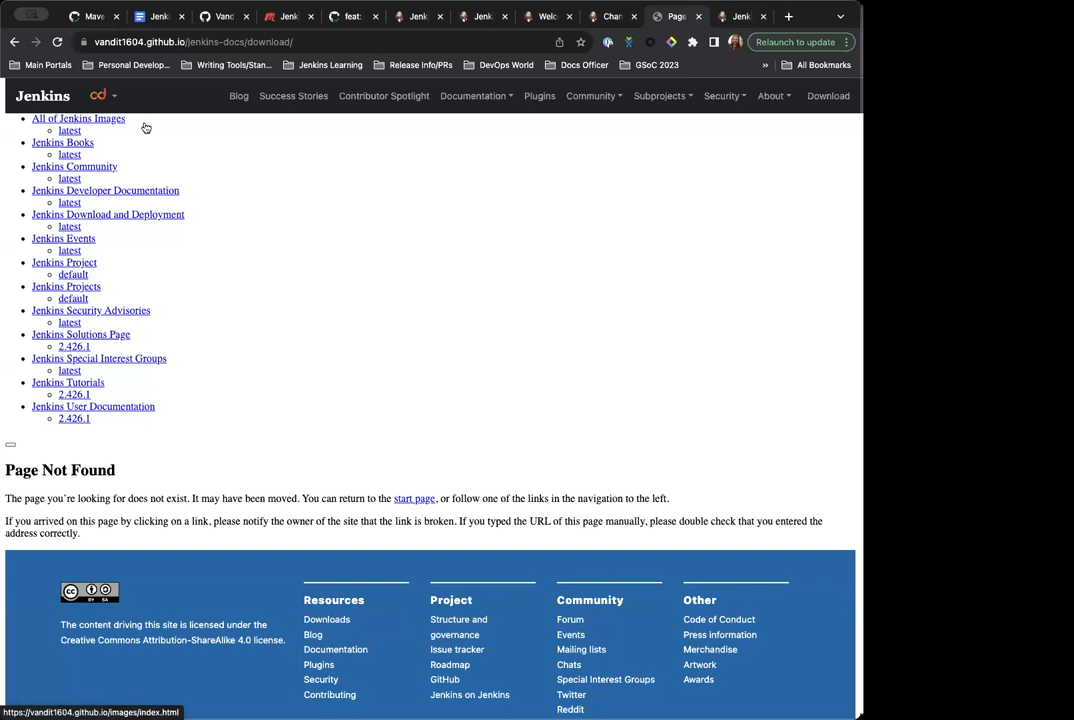 Mave
Jenki
Vand
Jenk
feat:
Jenk
Jenk
Welc
Chan
Page
Jenk
vandit1604.github.io/jenkins-docs/download/
Relaunch to update
Main Portals
Personal Develop...
Writing Tools/Stan...
Jenkins Learning
Release Info/PRs
DevOps World
Docs Officer
GSoC 2023
»
All Bookmarks
Jenkins
cd
Blog
Success Stories
Contributor Spotlight
Documentation
Plugins
Community
Subprojects
Security
About
Download
All of Jenkins Images
latest
Jenkins Books
latest
Jenkins Community
latest
Jenkins Developer Documentation
latest
Jenkins Download and Deployment
latest
Jenkins Events
latest
Jenkins Project
default
Jenkins Projects
default
Jenkins Security Advisories
latest
Jenkins Solutions Page
2.426.1
Jenkins Special Interest Groups
latest
Jenkins Tutorials
2.426.1
Jenkins User Documentation
2.426.1
Page Not Found
The page you're looking for does not exist. It may have been moved. You can return to the start page, or follow one of the links in the navigation to the left.
If you arrived on this page by clicking on a link, please notify the owner of the site that the link is broken. If you typed the URL of this page manually, please double check that you entered the
address correctly.
CC BY SA
The content driving this site is licensed under the
Creative Commons Attribution-ShareAlike 4.0 license.
Resources
Downloads
Blog
Documentation
Plugins
Security
Contributing
Project
Structure and
governance
Issue tracker
Roadmap
GitHub
Jenkins on Jenkins
Community
Forum
Events
Mailing lists
Chats
Special Interest Groups
Twitter
Reddit
Other
Code of Conduct
Press information
Merchandise
Artwork
Awards
https://vandit1604.github.io/images/index.html